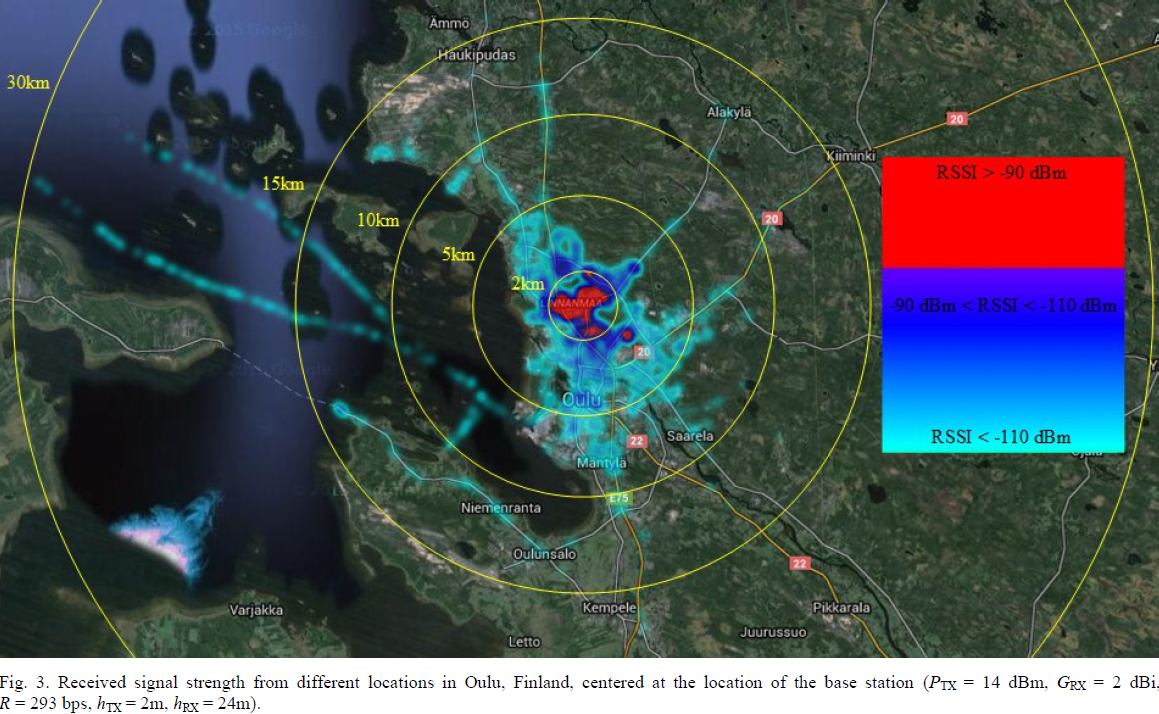 © 2015 Google
Ämmö
Haukipudas
30km
Alakylä
20
Kiiminki
RSSI > -90 dBm
15km
10km
20
5km
2km
LINNANMAA
-90 dBm < RSSI < -110 dBm
20
Oulu
RSSI < -110 dBm
22
Saarela
Mäntylä
E75
Niemenranta
Oulunsalo
22
Varjakka
Kempele
Pikkarala
Letto
Juurussuo
Fig. 3. Received signal strength from different locations in Oulu, Finland, centered at the location of the base station (PTX = 14 dBm, GRX = 2 dBi,
R = 293 bps, hTX = 2m, hRX = 24m).